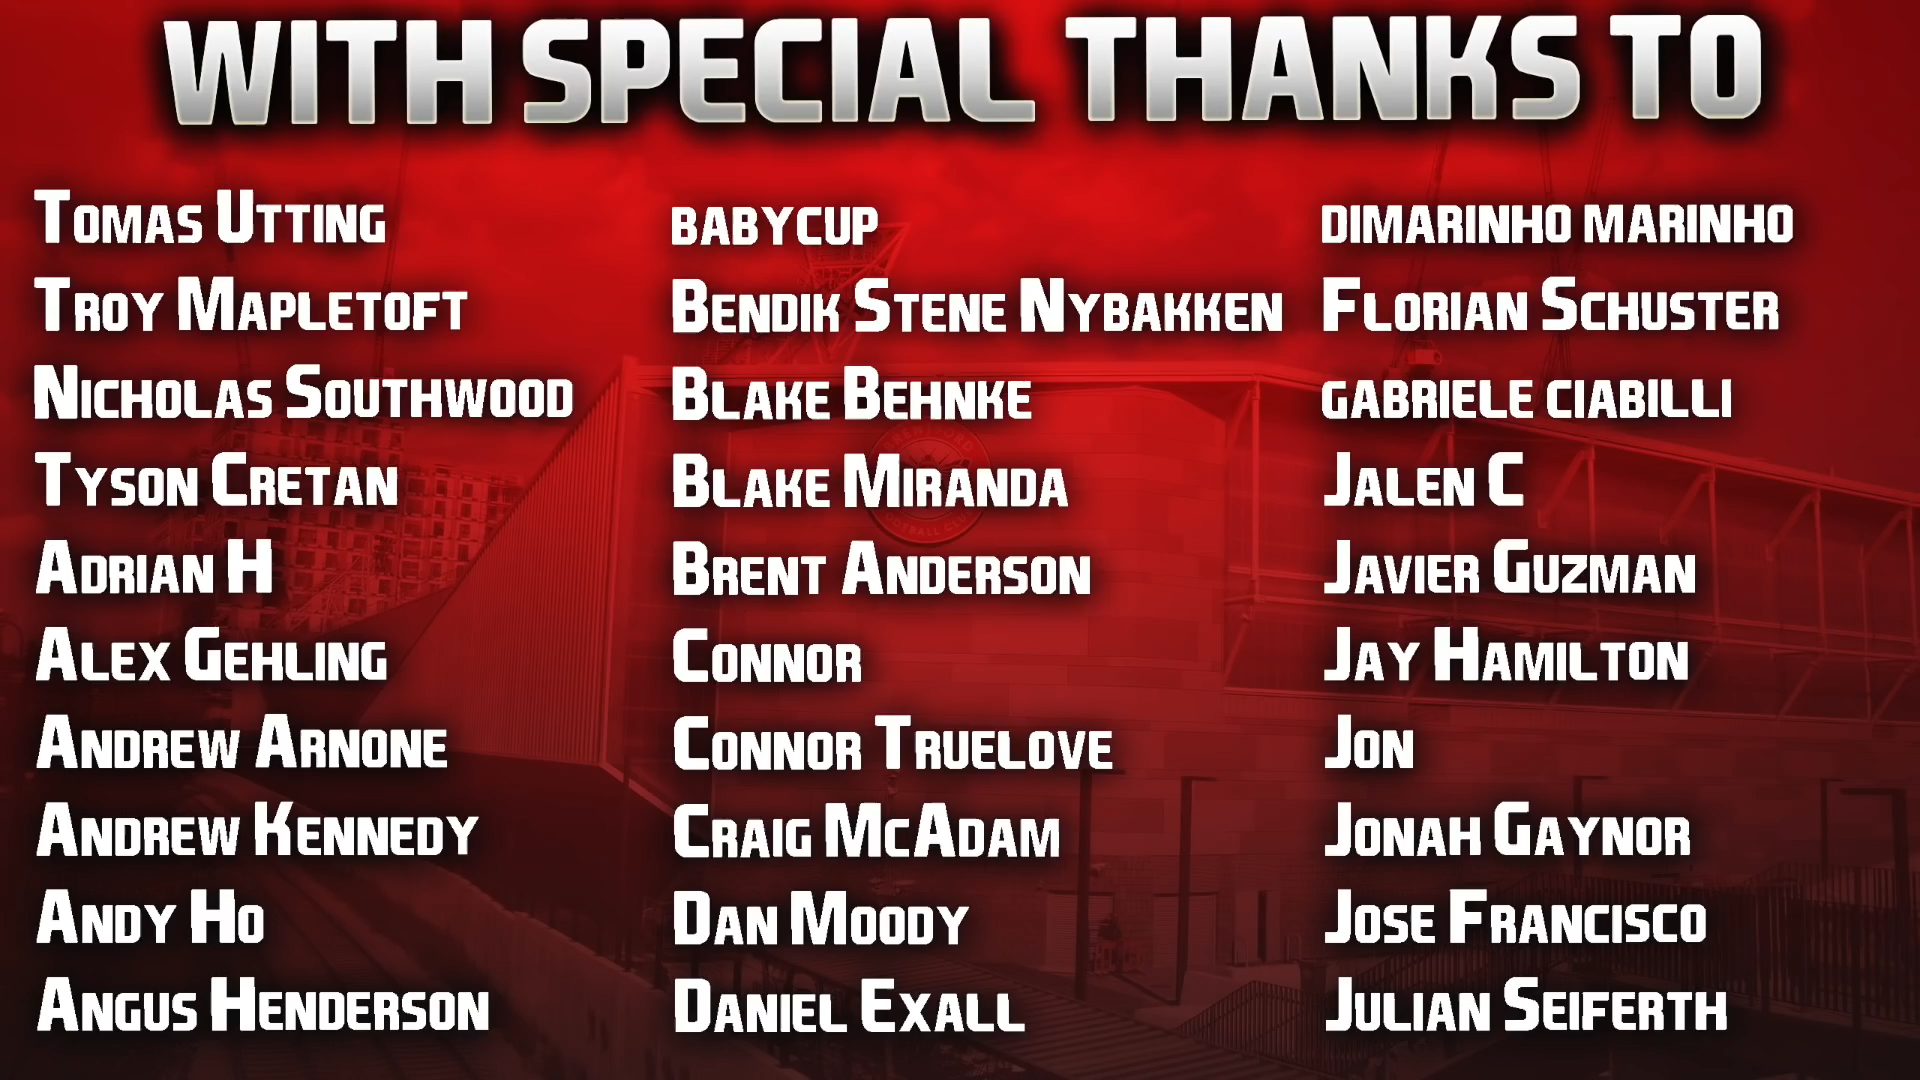 WITH SPECIAL THANKS TO
Tomas Utting
Troy Mapletoft
Nicholas Southwood
Tyson Cretan
Adrian H
Alex Gehling
Andrew Arnone
Andrew Kennedy
Andy Ho
Angus Henderson
babycup
Bendik Stene Nybakken
Blake Behnke
Blake Miranda
Brent Anderson
Connor
Connor Truelove
Craig McAdam
Dan Moody
Daniel Exall
dimarinho marinho
Florian Schuster
gabriele ciabilli
Jalen C
Javier Guzman
Jay Hamilton
Jon
Jonah Gaynor
Jose Francisco
Julian Seiferth